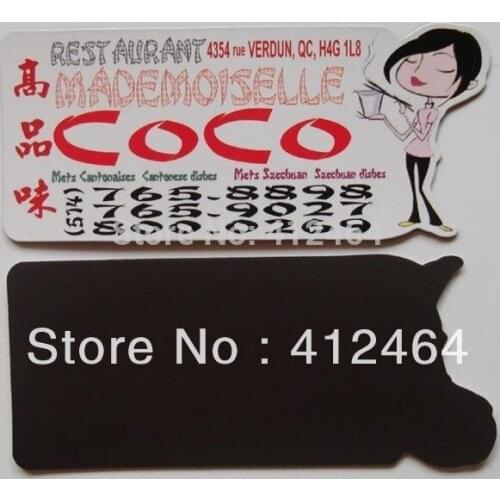 RESTAURANT 4354 rue VERDUN, QC, H4G 1L8
MADEMOISELLE
COCO
高品味
Mets Cantonaises Cantonese dishes Mets Szechuan Szechuan dishes
(514) 765-8898
765-9027
Store No : 412464